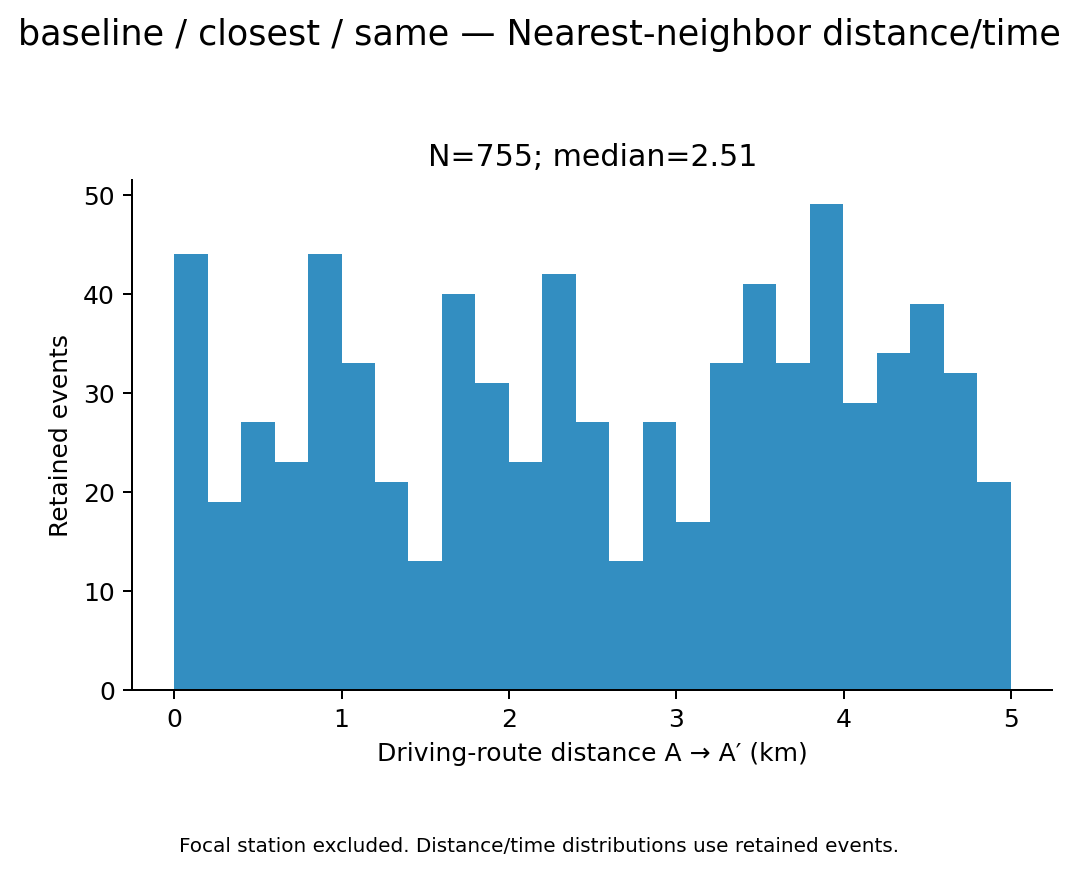 baseline / closest / same — Nearest-neighbor distance/time
N=755; median=2.51
50
40
30
20
10
0
Retained events
0 1 2 3 4 5
Driving-route distance A → A′ (km)
Focal station excluded. Distance/time distributions use retained events.